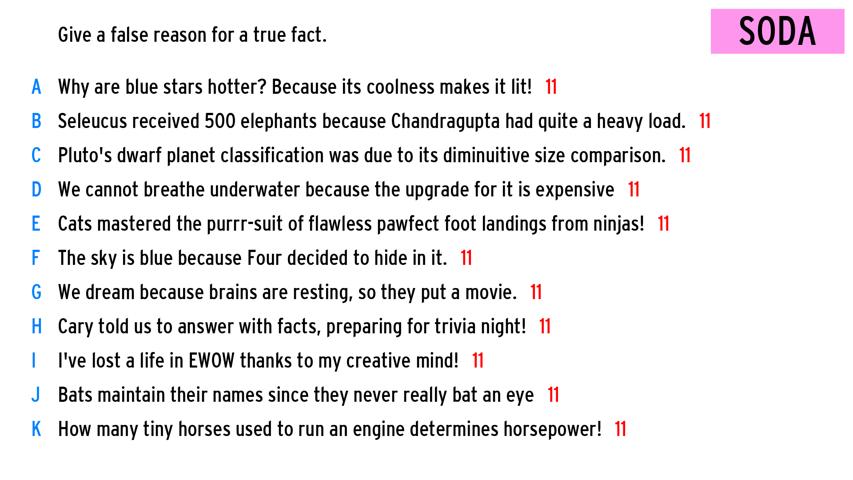 Give a false reason for a true fact.
SODA
A Why are blue stars hotter? Because its coolness makes it lit! 11
B Seleucus received 500 elephants because Chandragupta had quite a heavy load. 11
C Pluto's dwarf planet classification was due to its diminuitive size comparison. 11
D We cannot breathe underwater because the upgrade for it is expensive 11
E Cats mastered the purrr-suit of flawless pawfect foot landings from ninjas! 11
F The sky is blue because Four decided to hide in it. 11
G We dream because brains are resting, so they put a movie. 11
H Cary told us to answer with facts, preparing for trivia night! 11
I I've lost a life in EWOW thanks to my creative mind! 11
J Bats maintain their names since they never really bat an eye 11
K How many tiny horses used to run an engine determines horsepower! 11